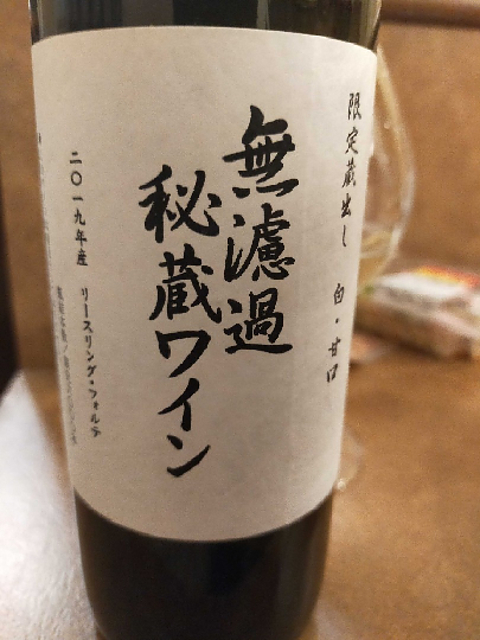 限定蔵出し 白・甘口
無濾過
秘蔵ワイン
二〇一九年産 リースリング・フォルテ